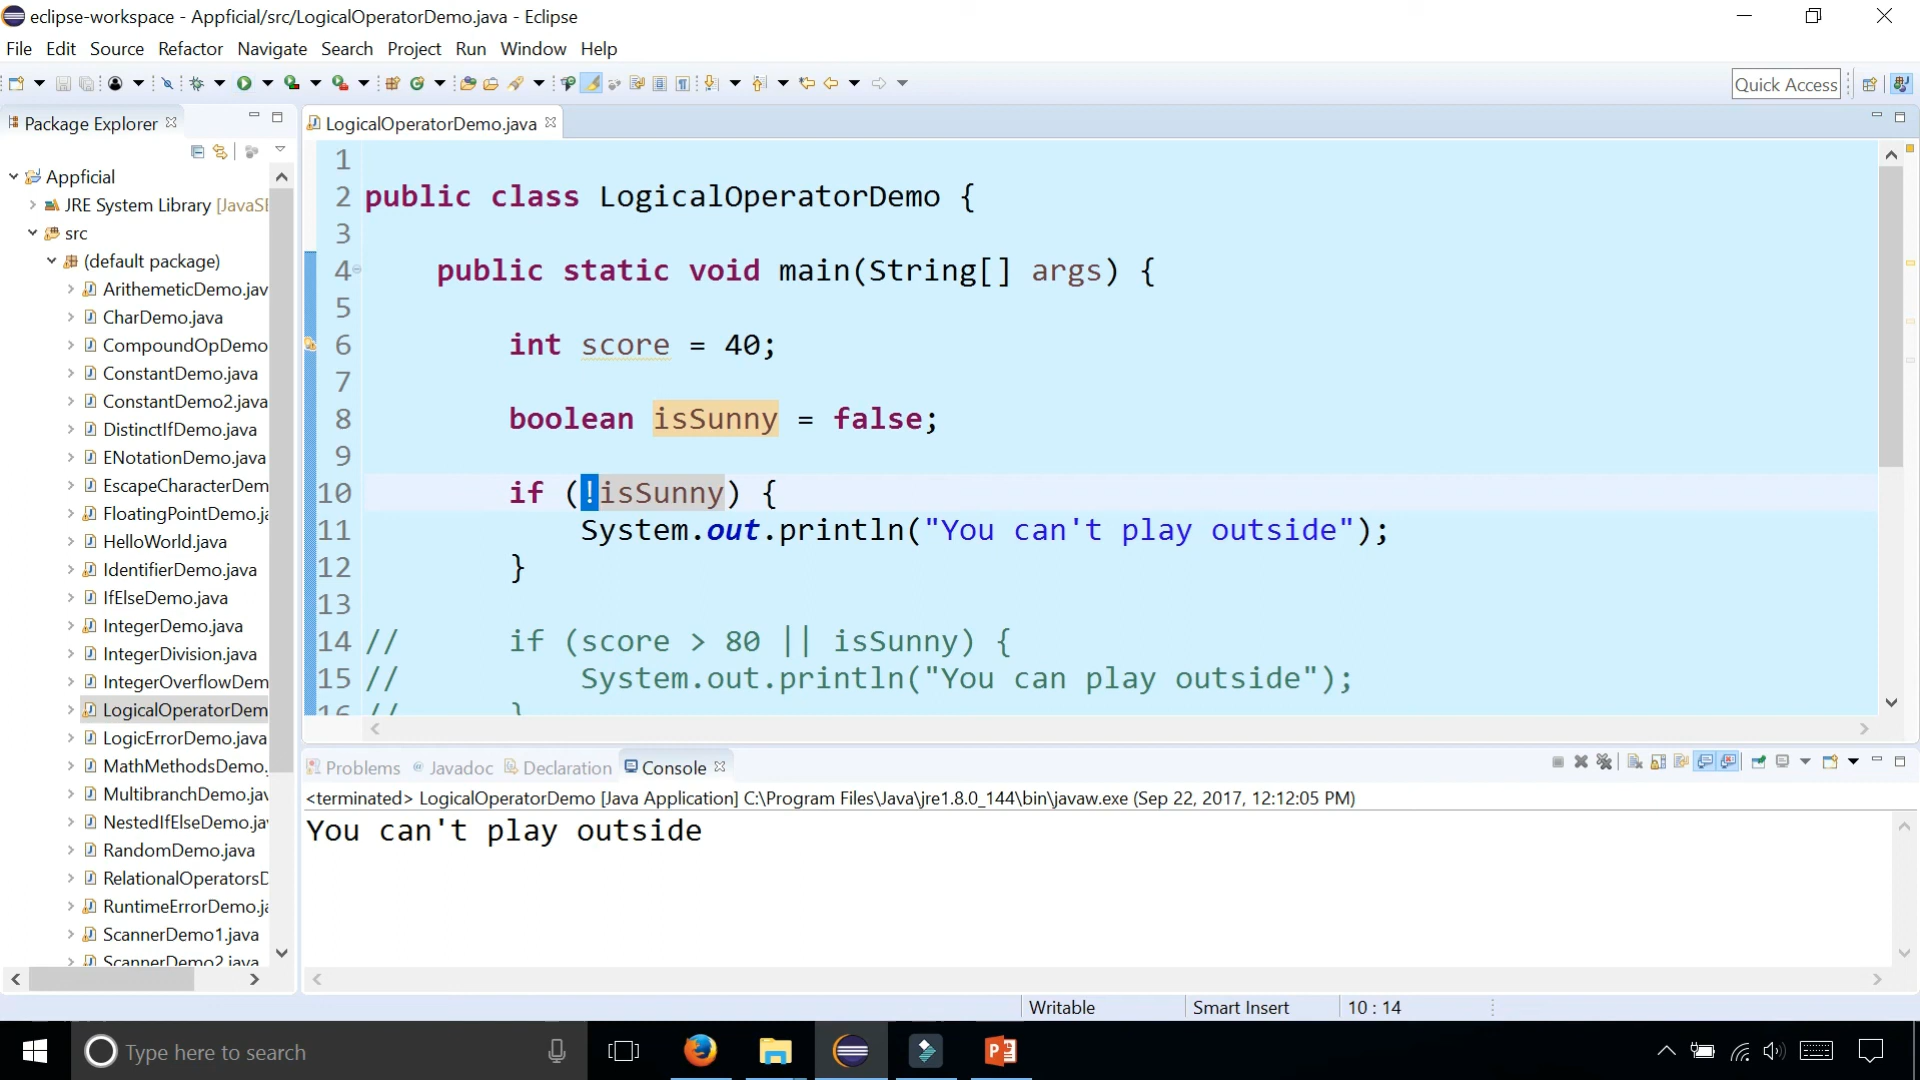 eclipse-workspace - Appficial/src/LogicalOperatorDemo.java - Eclipse
File Edit Source Refactor Navigate Search Project Run Window Help
Quick Access
Package Explorer
LogicalOperatorDemo.java
Appficial
JRE System Library [JavaSE
src
(default package)
ArithemeticDemo.jav
CharDemo.java
CompoundOpDemo
ConstantDemo.java
ConstantDemo2.java
DistinctIfDemo.java
ENotationDemo.java
EscapeCharacterDem
FloatingPointDemo.ja
HelloWorld.java
IdentifierDemo.java
IfElseDemo.java
IntegerDemo.java
IntegerDivision.java
IntegerOverflowDem
LogicalOperatorDem
LogicErrorDemo.java
MathMethodsDemo.
MultibranchDemo.jav
NestedIfElseDemo.jav
RandomDemo.java
RelationalOperatorsD
RuntimeErrorDemo.ja
ScannerDemo1.java
ScannerDemo2.java
1
2 public class LogicalOperatorDemo {
3
4 public static void main(String[] args) {
5
6 int score = 40;
7
8 boolean isSunny = false;
9
10 if (!isSunny) {
11 System.out.println("You can't play outside");
12 }
13
14 // if (score > 80 || isSunny) {
15 // System.out.println("You can play outside");
16 // }
Problems Javadoc Declaration Console
<terminated> LogicalOperatorDemo [Java Application] C:\Program Files\Java\jre1.8.0_144\bin\javaw.exe (Sep 22, 2017, 12:12:05 PM)
You can't play outside
Writable Smart Insert 10 : 14
Type here to search